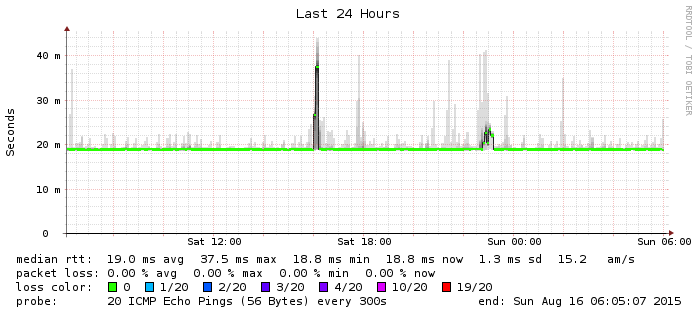 Last 24 Hours
RRDTOOL / TOBI OETIKER
Seconds
40 m
30 m
20 m
10 m
0
Sat 12:00 Sat 18:00 Sun 00:00 Sun 06:00
median rtt: 19.0 ms avg 37.5 ms max 18.8 ms min 18.8 ms now 1.3 ms sd 15.2 am/s
packet loss: 0.00 % avg 0.00 % max 0.00 % min 0.00 % now
loss color: 0 1/20 2/20 3/20 4/20 10/20 19/20
probe: 20 ICMP Echo Pings (56 Bytes) every 300s end: Sun Aug 16 06:05:07 2015